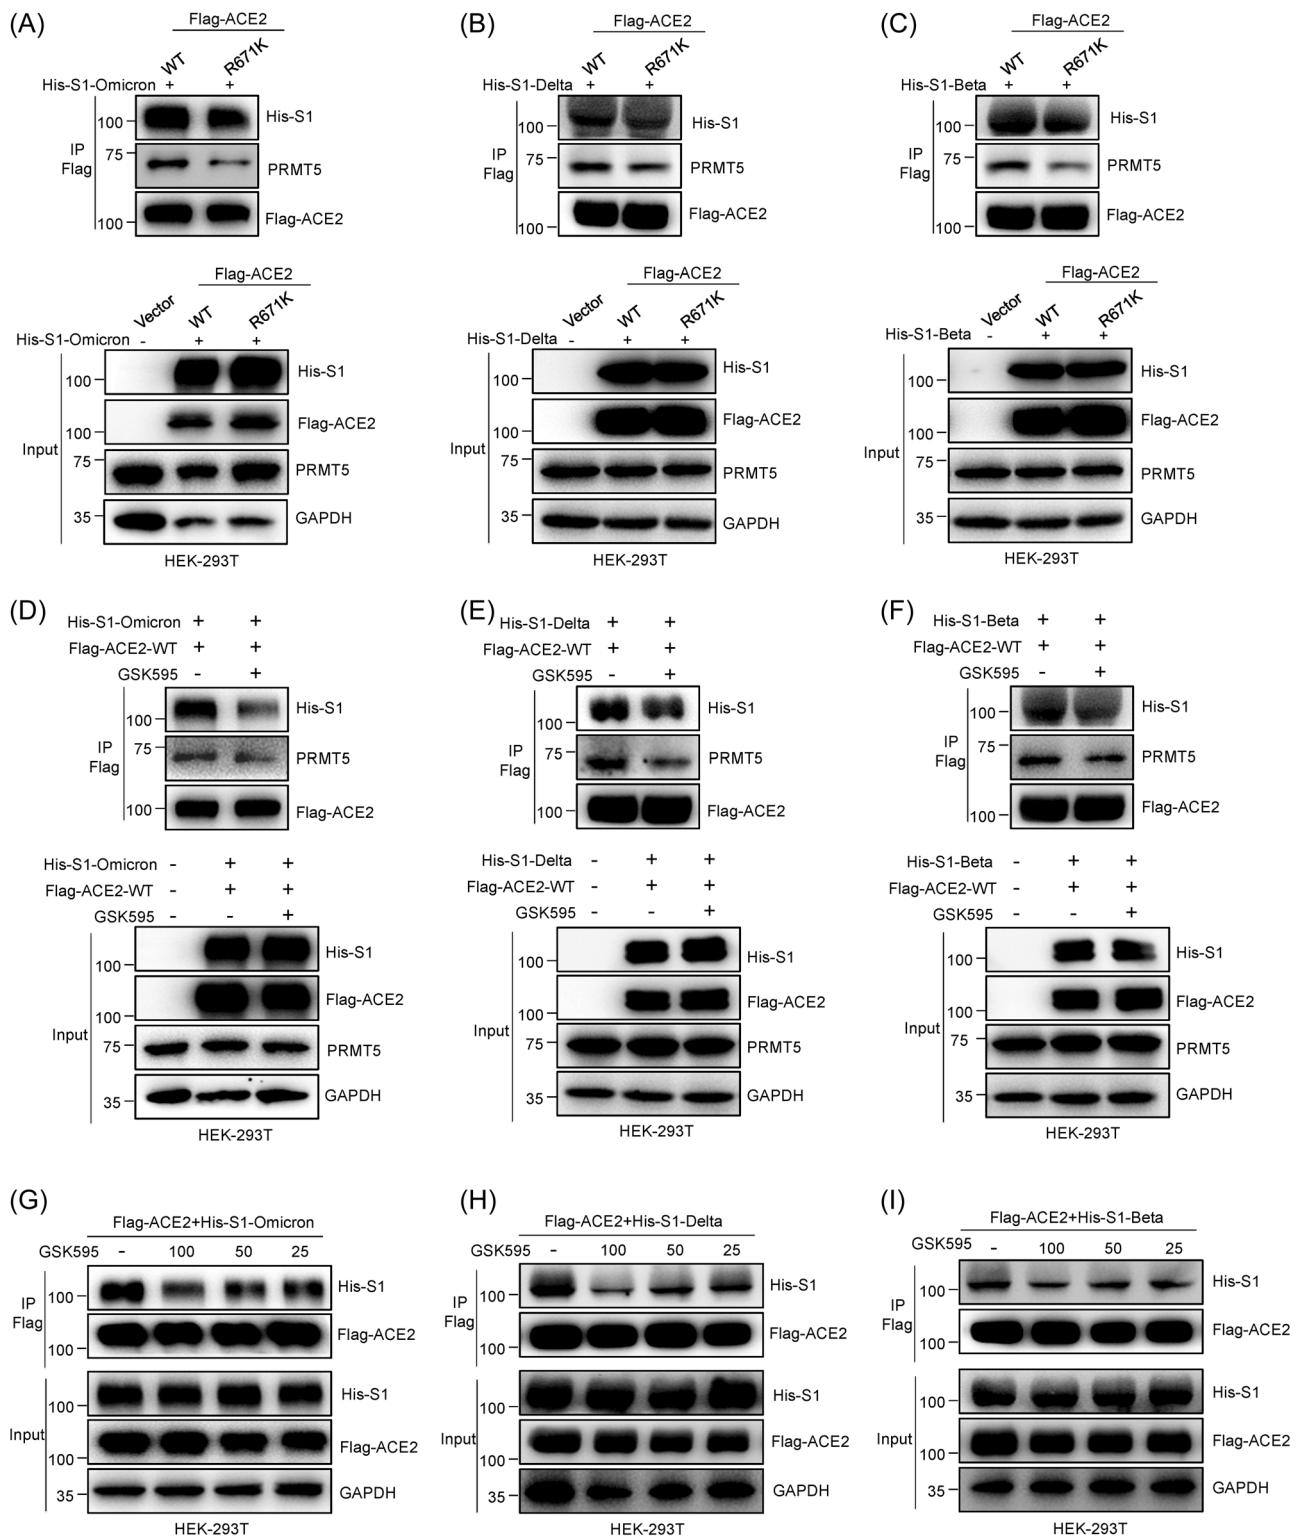 (A)
Flag-ACE2
WT R671K
His-S1-Omicron + +
100 His-S1
IP Flag
75 PRMT5
100 Flag-ACE2
Flag-ACE2
Vector WT R671K
His-S1-Omicron - + +
100 His-S1
100 Flag-ACE2
Input
75 PRMT5
35 GAPDH
HEK-293T
(B)
Flag-ACE2
WT R671K
His-S1-Delta + +
100 His-S1
IP Flag
75 PRMT5
100 Flag-ACE2
Flag-ACE2
Vector WT R671K
His-S1-Delta - + +
100 His-S1
100 Flag-ACE2
Input
75 PRMT5
35 GAPDH
HEK-293T
(C)
Flag-ACE2
WT R671K
His-S1-Beta + +
100 His-S1
IP Flag
75 PRMT5
100 Flag-ACE2
Flag-ACE2
Vector WT R671K
His-S1-Beta - + +
100 His-S1
100 Flag-ACE2
Input
75 PRMT5
35 GAPDH
HEK-293T
(D)
His-S1-Omicron + +
Flag-ACE2-WT + +
GSK595 - +
100 His-S1
IP Flag
75 PRMT5
100 Flag-ACE2
His-S1-Omicron - + +
Flag-ACE2-WT - + +
GSK595 - - +
100 His-S1
100 Flag-ACE2
Input
75 PRMT5
35 GAPDH
HEK-293T
(E)
His-S1-Delta + +
Flag-ACE2-WT + +
GSK595 - +
100 His-S1
IP Flag
75 PRMT5
100 Flag-ACE2
His-S1-Delta - + +
Flag-ACE2-WT - + +
GSK595 - - +
100 His-S1
100 Flag-ACE2
Input
75 PRMT5
35 GAPDH
HEK-293T
(F)
His-S1-Beta + +
Flag-ACE2-WT + +
GSK595 - +
100 His-S1
IP Flag
75 PRMT5
100 Flag-ACE2
His-S1-Beta - + +
Flag-ACE2-WT - + +
GSK595 - - +
100 His-S1
100 Flag-ACE2
Input
75 PRMT5
35 GAPDH
HEK-293T
(G)
Flag-ACE2+His-S1-Omicron
GSK595 - 100 50 25
100 His-S1
IP Flag
100 Flag-ACE2
100 His-S1
Input
100 Flag-ACE2
35 GAPDH
HEK-293T
(H)
Flag-ACE2+His-S1-Delta
GSK595 - 100 50 25
100 His-S1
IP Flag
100 Flag-ACE2
100 His-S1
Input
100 Flag-ACE2
35 GAPDH
HEK-293T
(I)
Flag-ACE2+His-S1-Beta
GSK595 - 100 50 25
100 His-S1
IP Flag
100 Flag-ACE2
100 His-S1
Input
100 Flag-ACE2
35 GAPDH
HEK-293T